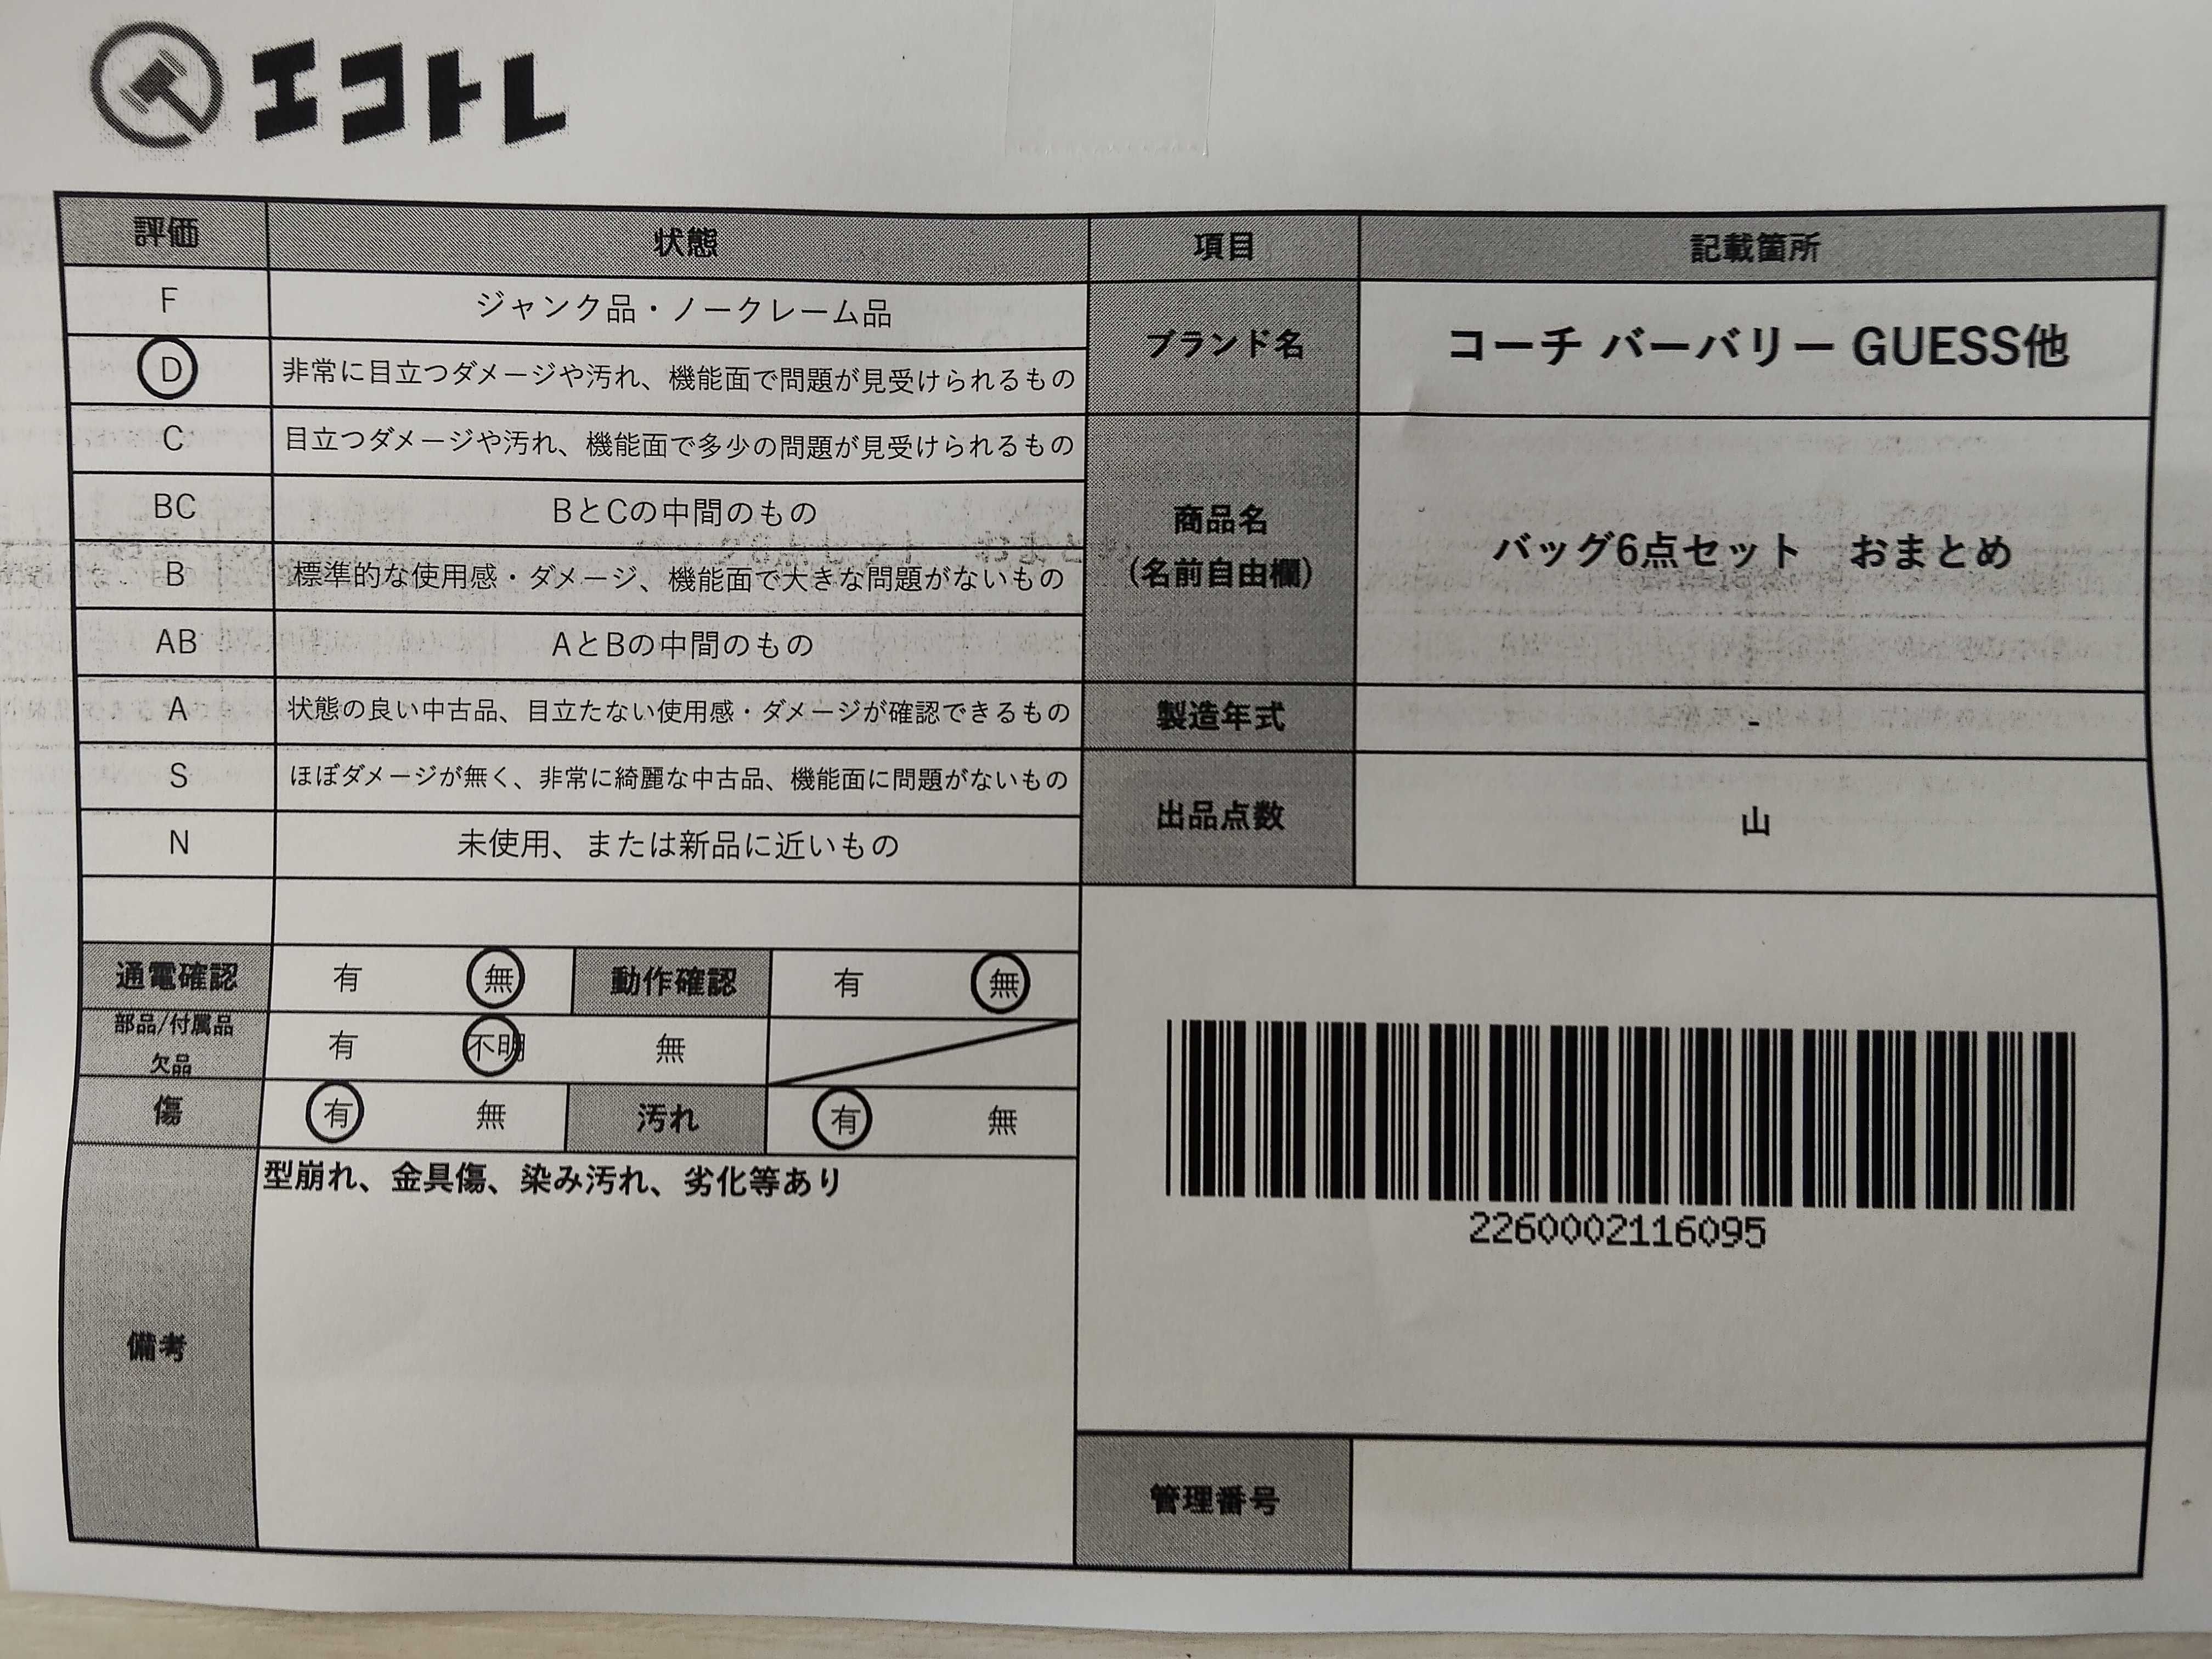 エコトレ
評価 状態 項目 記載箇所
F ジャンク品・ノークレーム品
D 非常に目立つダメージや汚れ、機能面で問題が見受けられるもの
ブランド名 コーチ バーバリー GUESS他
C 目立つダメージや汚れ、機能面で多少の問題が見受けられるもの
BC BとCの中間のもの
B 標準的な使用感・ダメージ、機能面で大きな問題がないもの
AB AとBの中間のもの
商品名
(名前自由欄)
バッグ6点セット　おまとめ
A 状態の良い中古品、目立たない使用感・ダメージが確認できるもの
製造年式 -
S ほぼダメージが無く、非常に綺麗な中古品、機能面に問題がないもの
N 未使用、または新品に近いもの
出品点数 山
通電確認 有 無 動作確認 有 無
部品/付属品
欠品
有 不明 無
傷 有 無 汚れ 有 無
備考
型崩れ、金具傷、染み汚れ、劣化等あり
2260002116095
管理番号